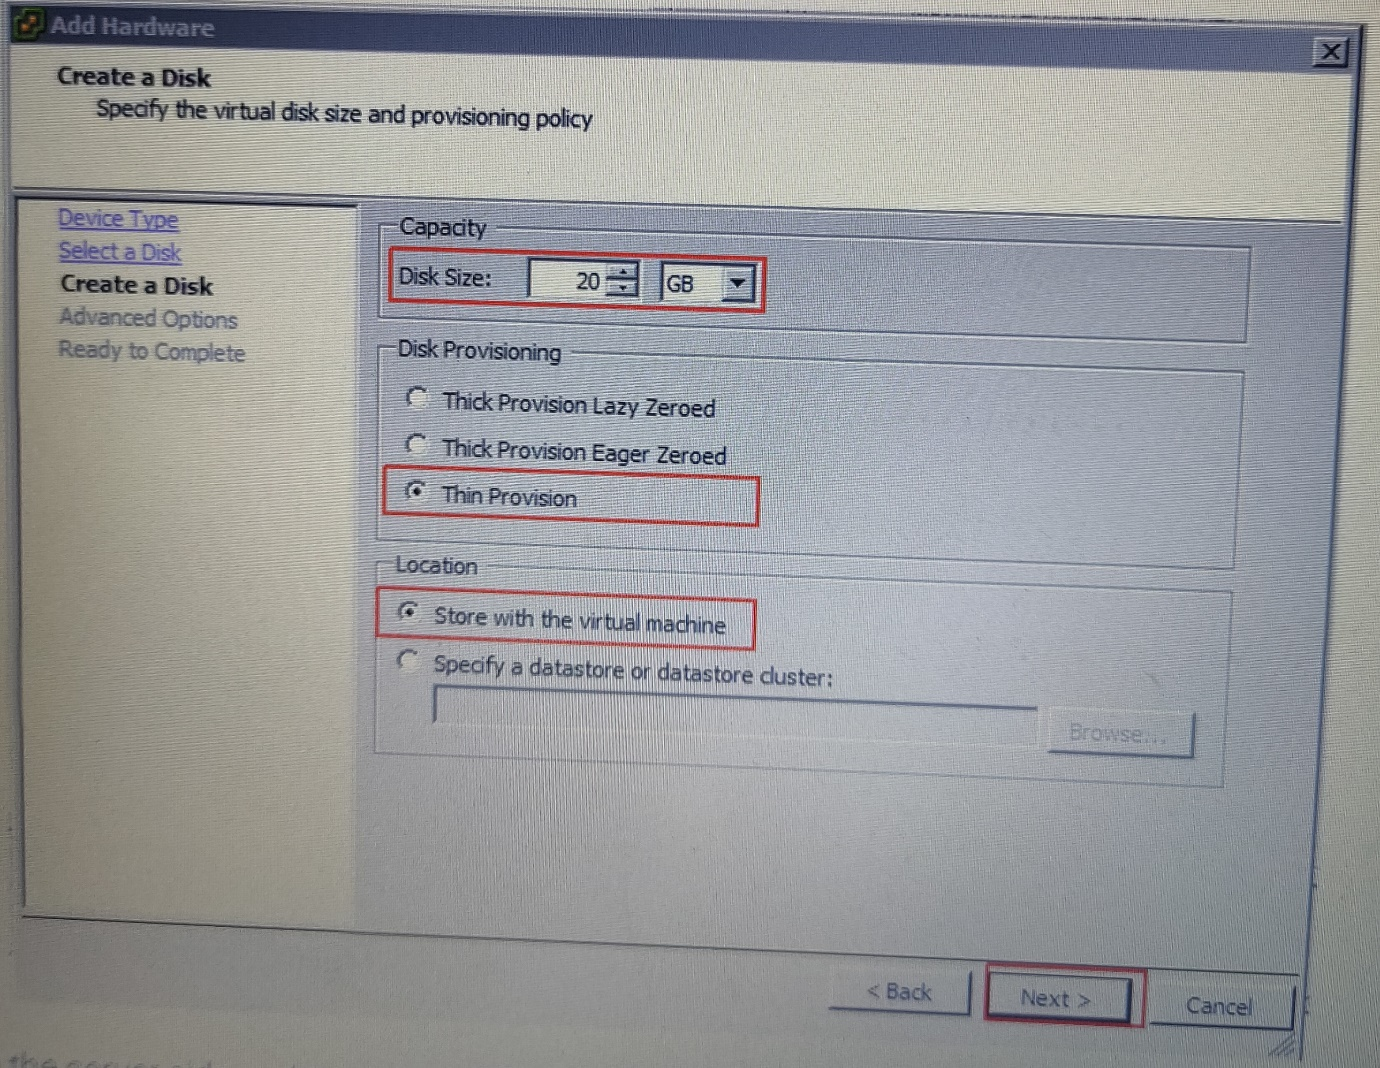 Add Hardware
Create a Disk
Specify the virtual disk size and provisioning policy
Device Type
Select a Disk
Create a Disk
Advanced Options
Ready to Complete
Capacity
Disk Size: 20 GB
Disk Provisioning
Thick Provision Lazy Zeroed
Thick Provision Eager Zeroed
Thin Provision
Location
Store with the virtual machine
Specify a datastore or datastore cluster:
Browse...
< Back
Next >
Cancel